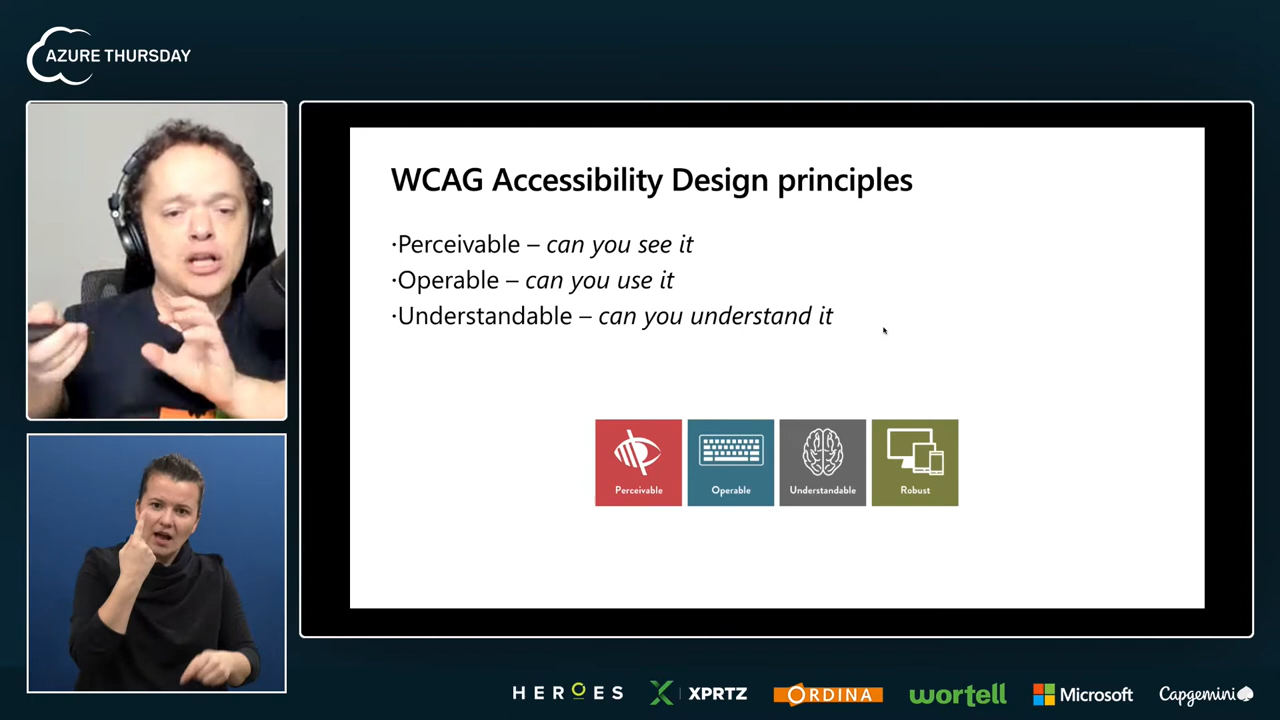 AZURE THURSDAY
WCAG Accessibility Design principles
·Perceivable – can you see it
·Operable – can you use it
·Understandable – can you understand it
Perceivable
Operable
Understandable
Robust
HEROES
XPRTZ
ORDINA
wortell
Microsoft
Capgemini